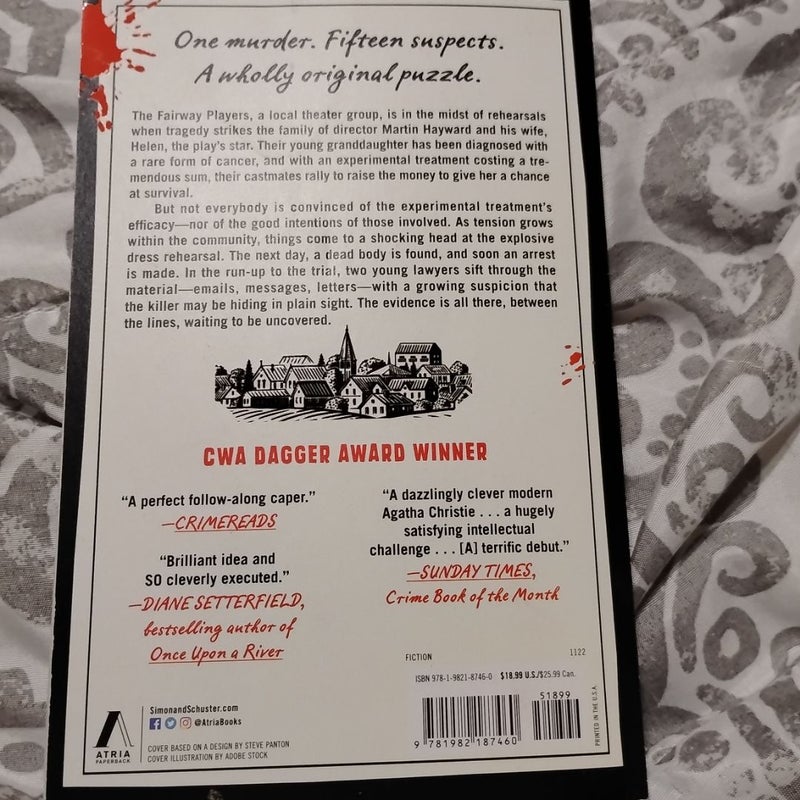 One murder. Fifteen suspects.
A wholly original puzzle.
The Fairway Players, a local theater group, is in the midst of rehearsals
when tragedy strikes the family of director Martin Hayward and his wife,
Helen, the play's star. Their young granddaughter has been diagnosed with
a rare form of cancer, and with an experimental treatment costing a tre-
mendous sum, their castmates rally to raise the money to give her a chance
at survival.
But not everybody is convinced of the experimental treatment's
efficacy—nor of the good intentions of those involved. As tension grows
within the community, things come to a shocking head at the explosive
dress rehearsal. The next day, a dead body is found, and soon an arrest
is made. In the run-up to the trial, two young lawyers sift through the
material—emails, messages, letters—with a growing suspicion that
the killer may be hiding in plain sight. The evidence is all there, between
the lines, waiting to be uncovered.
CWA DAGGER AWARD WINNER
"A perfect follow-along caper."
—CRIMEREADS
"Brilliant idea and
SO cleverly executed."
—DIANE SETTERFIELD,
bestselling author of
Once Upon a River
"A dazzlingly clever modern
Agatha Christie . . . a hugely
satisfying intellectual
challenge . . . [A] terrific debut."
—SUNDAY TIMES,
Crime Book of the Month
FICTION 1122
ISBN 978-1-9821-8746-0 $18.99 U.S./$25.99 Can.
51899
9 781982 187460
PRINTED IN THE U.S.A.
ATRIA
PAPERBACK
SimonandSchuster.com
@AtriaBooks
COVER BASED ON A DESIGN BY STEVE PANTON
COVER ILLUSTRATION BY ADOBE STOCK